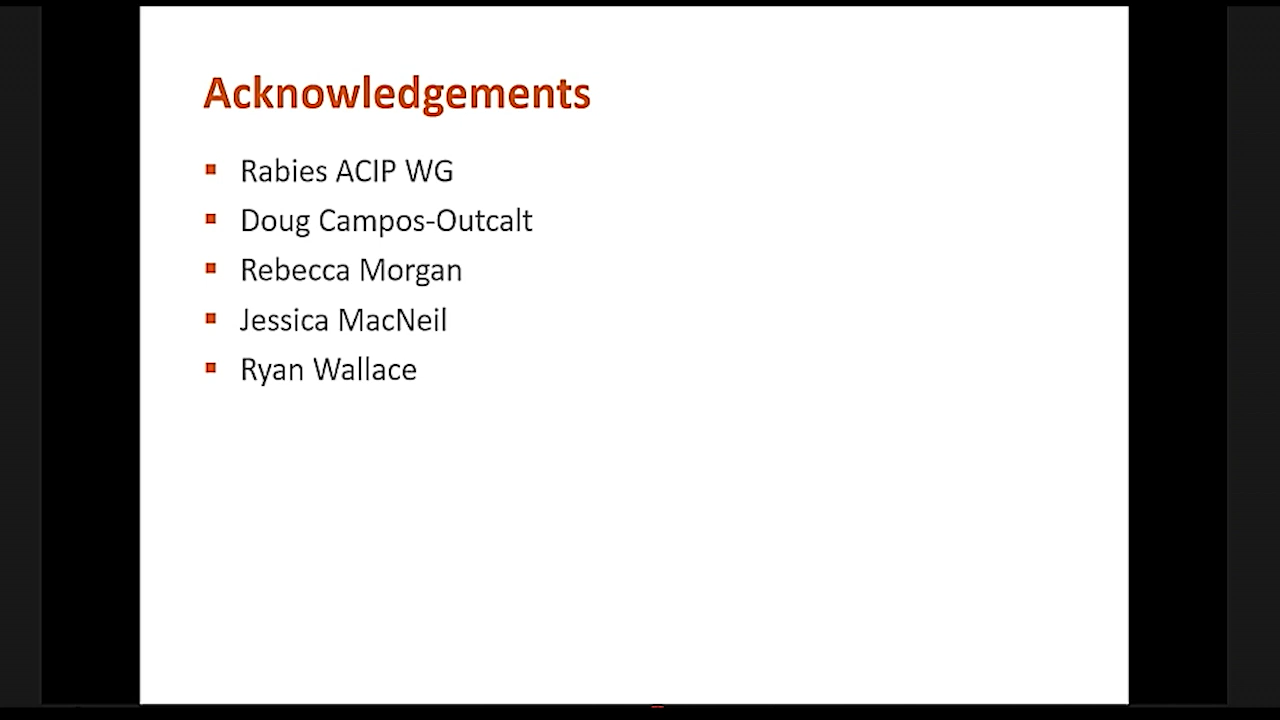 Acknowledgements
Rabies ACIP WG
Doug Campos-Outcalt
Rebecca Morgan
Jessica MacNeil
Ryan Wallace